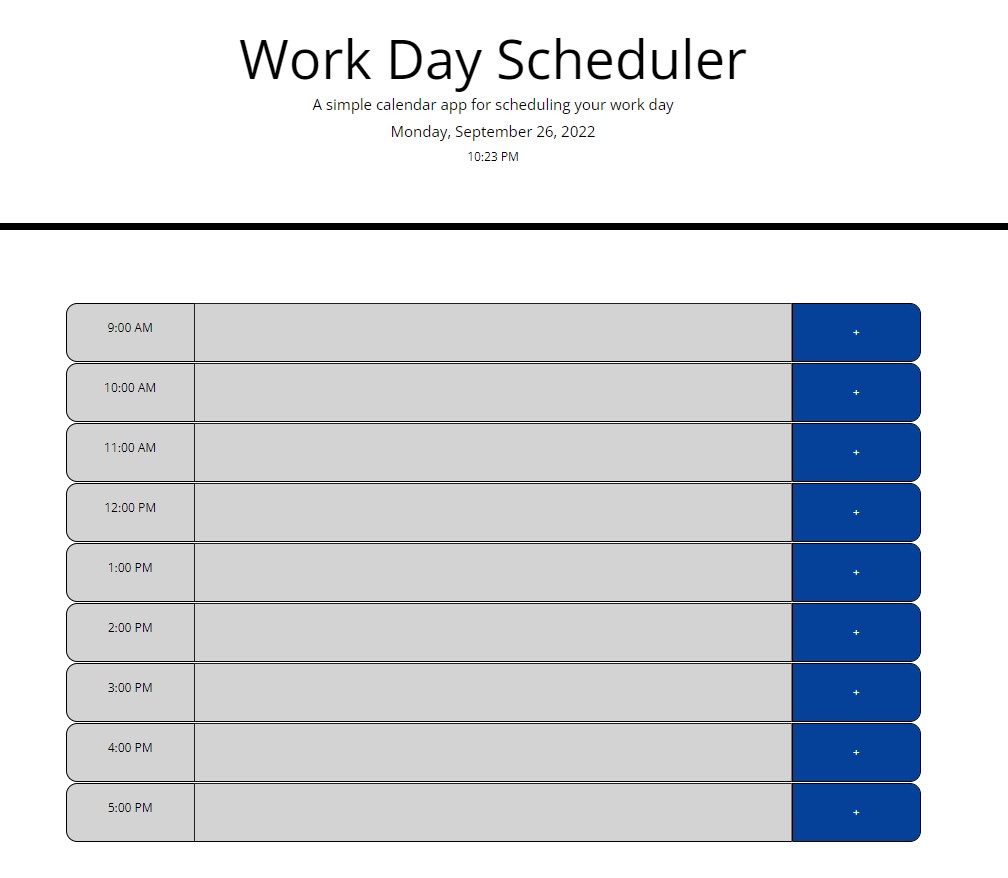 Work Day Scheduler
A simple calendar app for scheduling your work day
Monday, September 26, 2022
10:23 PM
9:00 AM +
10:00 AM +
11:00 AM +
12:00 PM +
1:00 PM +
2:00 PM +
3:00 PM +
4:00 PM +
5:00 PM +